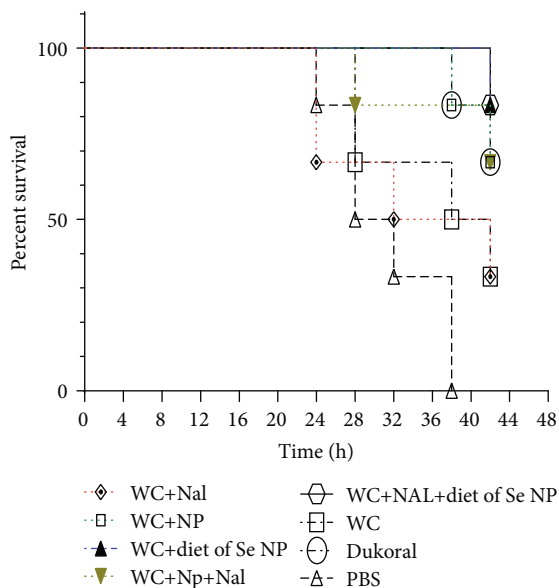 100
50
0
Percent survival
0 4 8 12 16 20 24 28 32 36 40 44 48
Time (h)
WC+Nal
WC+NP
WC+diet of Se NP
WC+Np+Nal
WC+NAL+diet of Se NP
WC
Dukoral
PBS